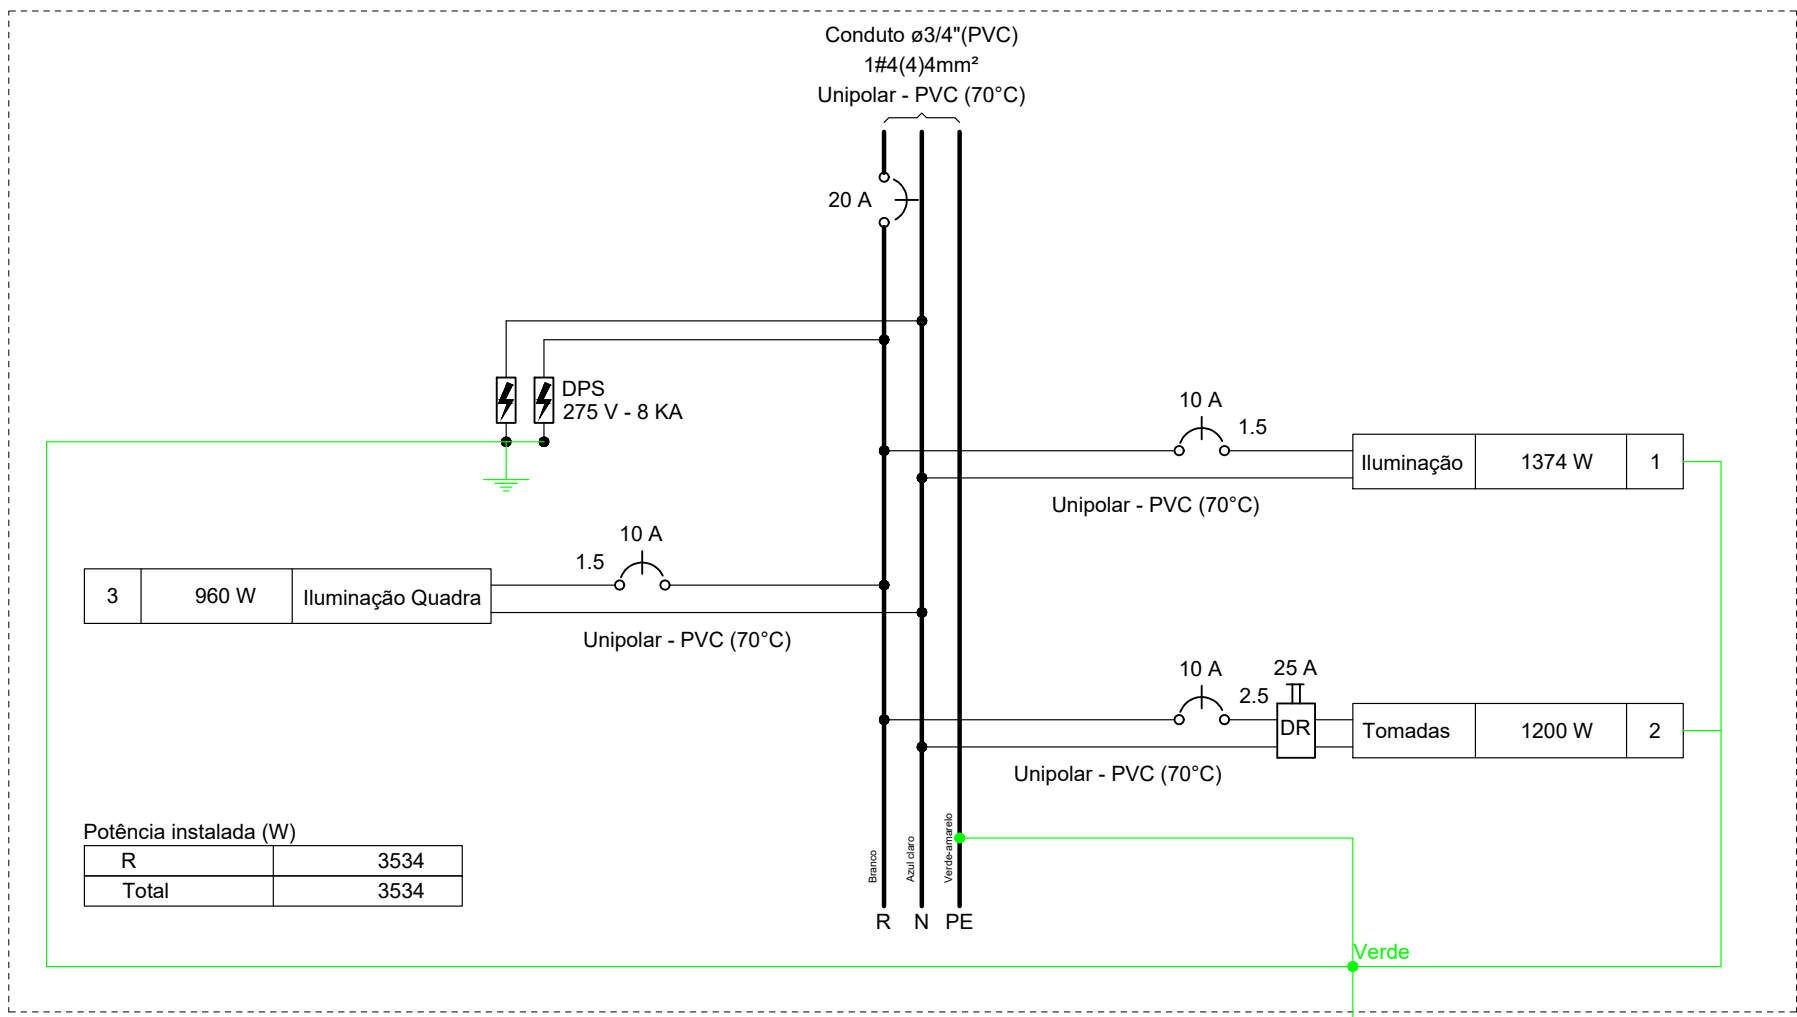 Conduto ø3/4"(PVC)
1#4(4)4mm²
Unipolar - PVC (70°C)
20 A
DPS
275 V - 8 KA
10 A
1.5
Iluminação 1374 W 1
Unipolar - PVC (70°C)
10 A
1.5
3 960 W Iluminação Quadra
Unipolar - PVC (70°C)
10 A
25 A
2.5
DR
Tomadas 1200 W 2
Unipolar - PVC (70°C)
Potência instalada (W)
R 3534
Total 3534
Branco
Azul claro
Verde-amarelo
R N PE
Verde